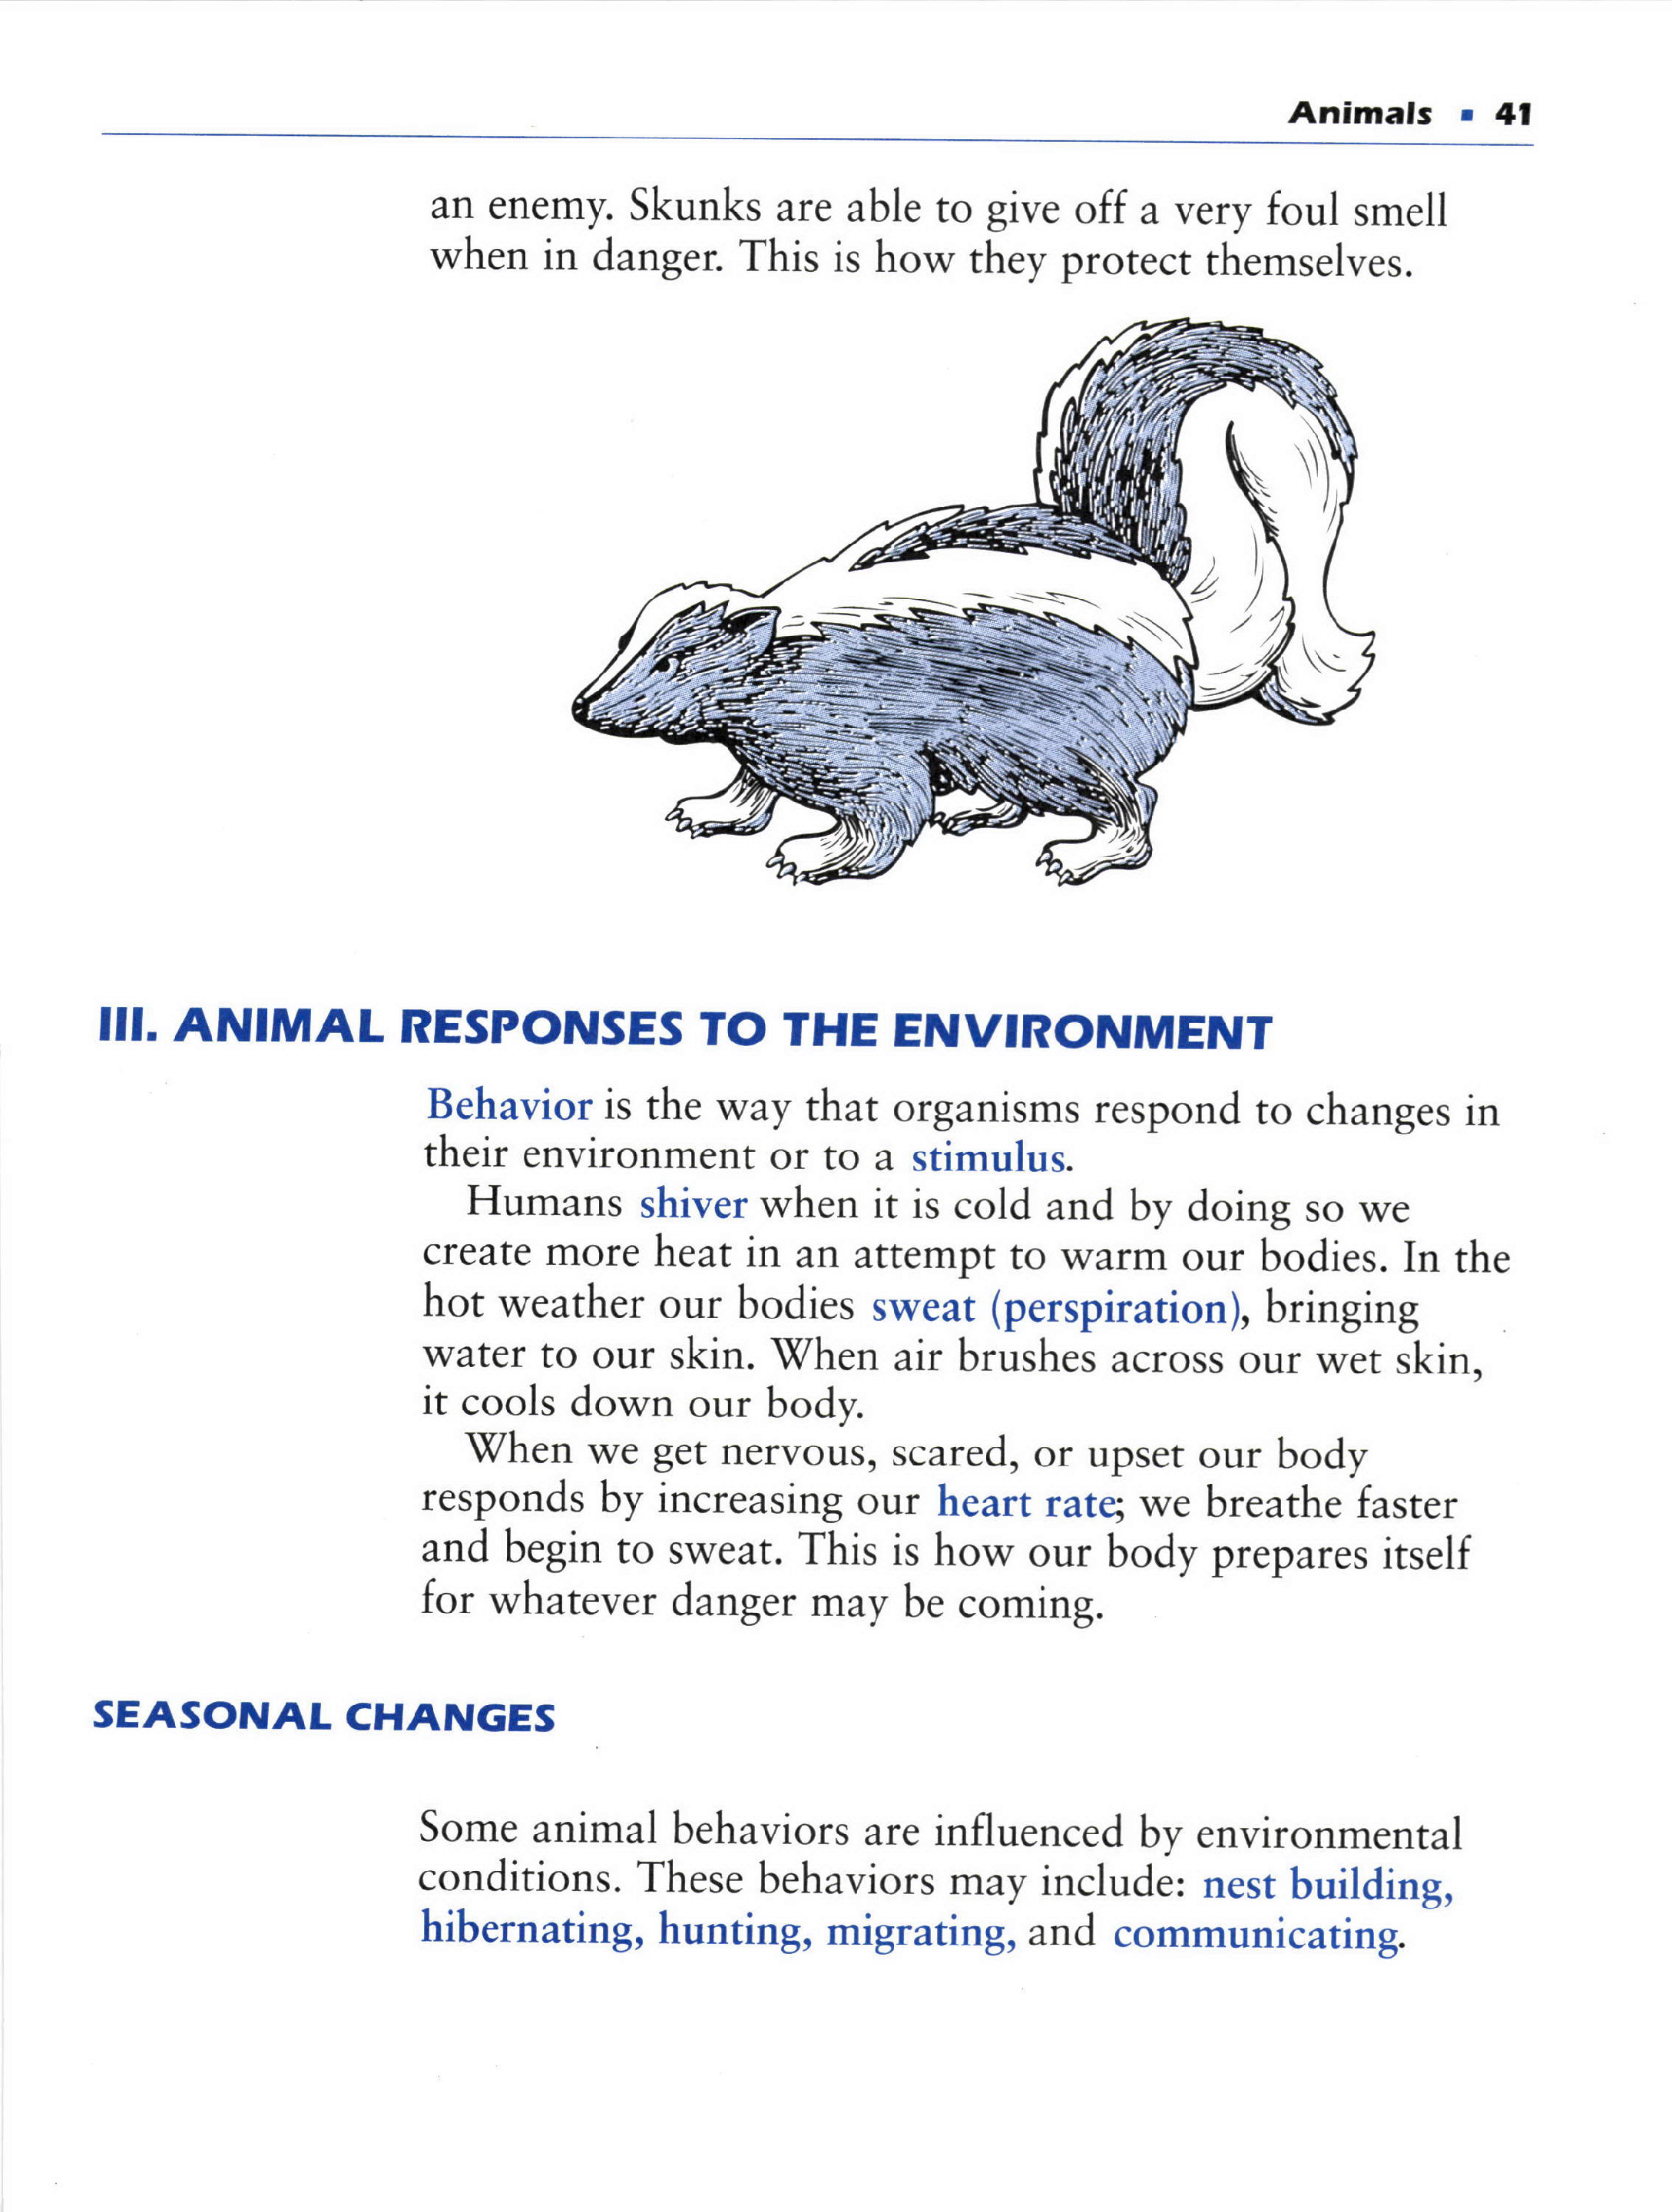 Animals ▪ 41
an enemy. Skunks are able to give off a very foul smell
when in danger. This is how they protect themselves.
III. ANIMAL RESPONSES TO THE ENVIRONMENT
Behavior is the way that organisms respond to changes in
their environment or to a stimulus.
Humans shiver when it is cold and by doing so we
create more heat in an attempt to warm our bodies. In the
hot weather our bodies sweat (perspiration), bringing
water to our skin. When air brushes across our wet skin,
it cools down our body.
When we get nervous, scared, or upset our body
responds by increasing our heart rate; we breathe faster
and begin to sweat. This is how our body prepares itself
for whatever danger may be coming.
SEASONAL CHANGES
Some animal behaviors are influenced by environmental
conditions. These behaviors may include: nest building,
hibernating, hunting, migrating, and communicating.